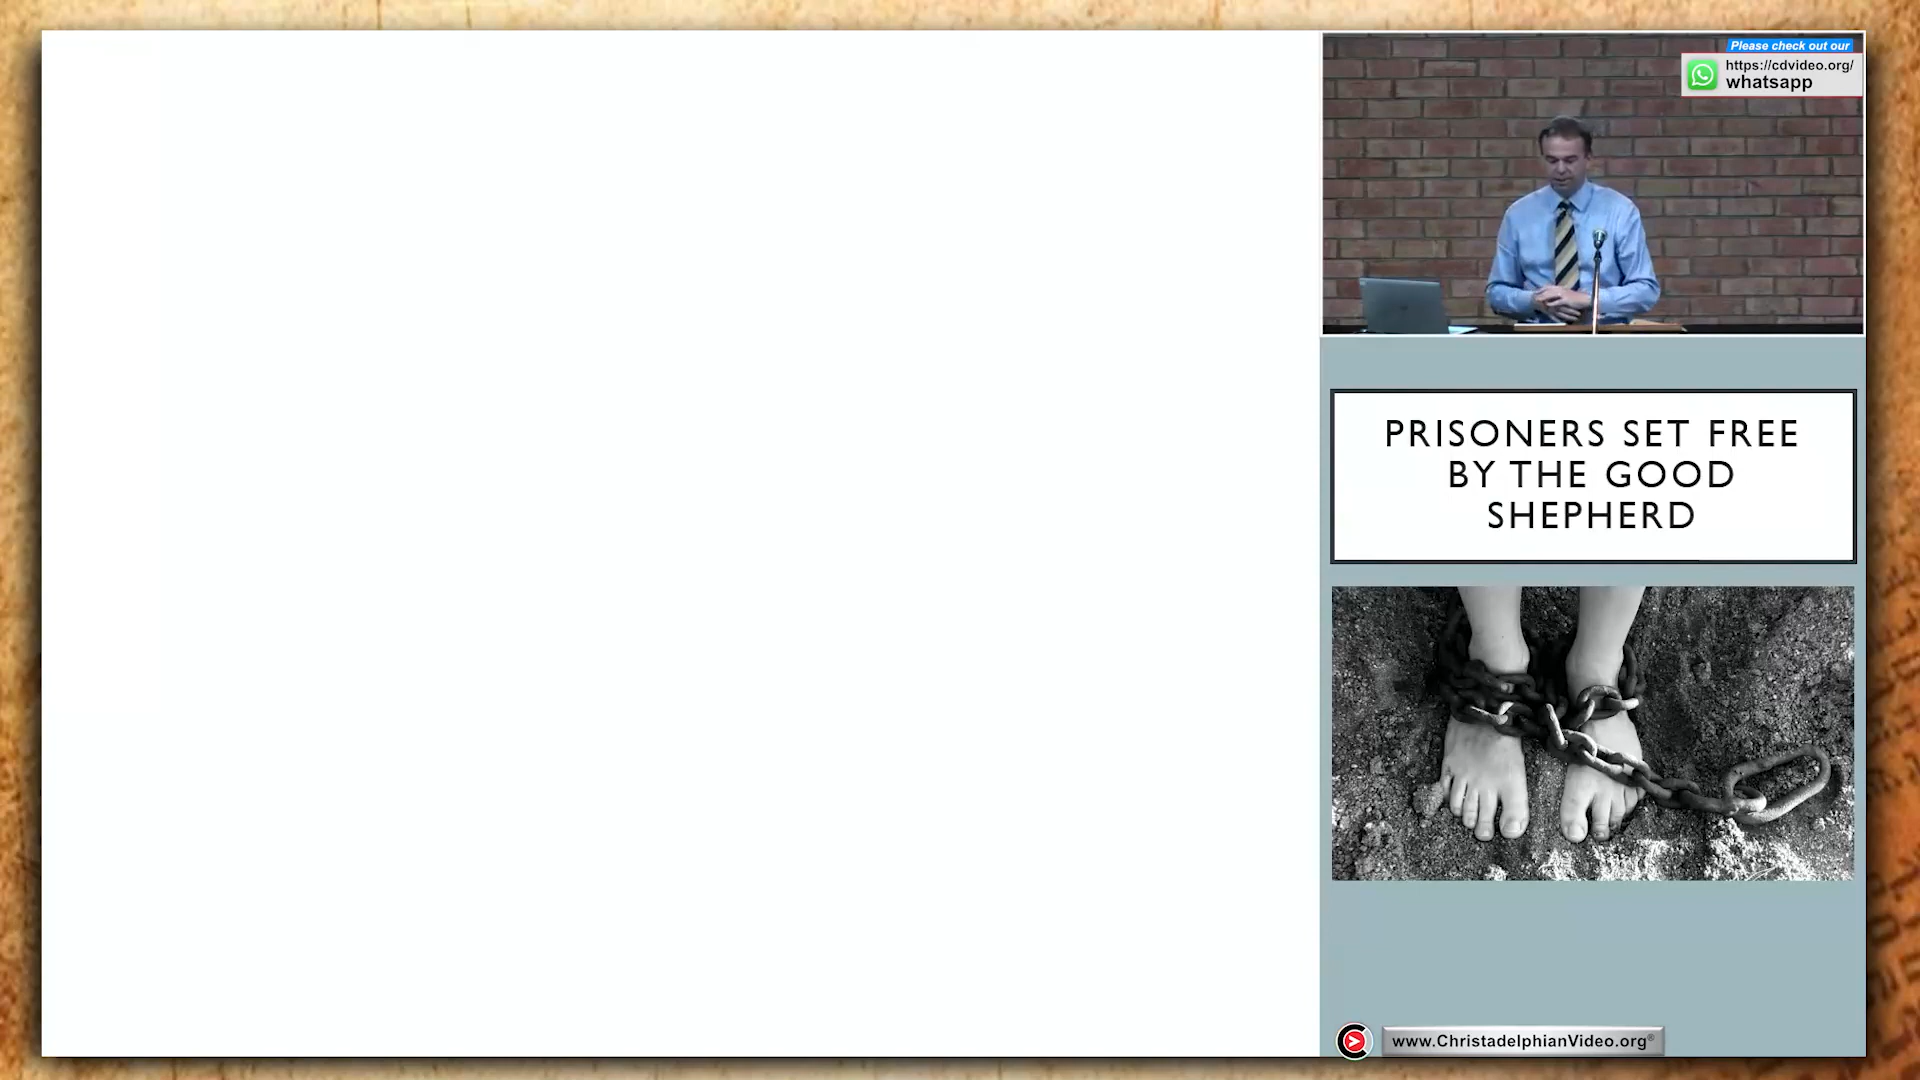 Please check out our
https://cdvideo.org/
whatsapp
PRISONERS SET FREE
BY THE GOOD
SHEPHERD
www.ChristadelphianVideo.org®